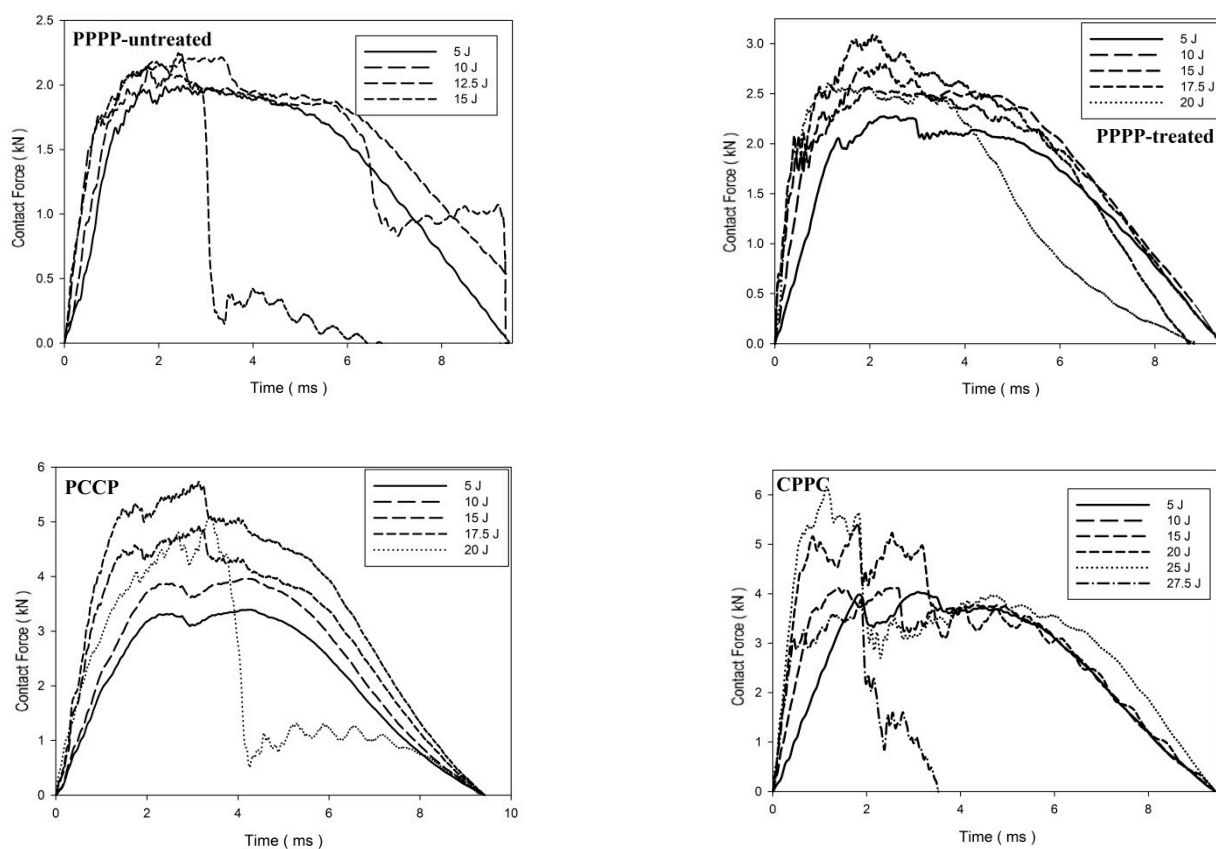 PPPP-untreated
5 J
10 J
12.5 J
15 J
2.5
2.0
1.5
1.0
0.5
0.0
Contact Force ( kN )
0 2 4 6 8
Time ( ms )
PPPP-treated
5 J
10 J
15 J
17.5 J
20 J
3.0
2.5
2.0
1.5
1.0
0.5
0.0
Contact Force ( kN )
0 2 4 6 8
Time ( ms )
PCCP
5 J
10 J
15 J
17.5 J
20 J
6
5
4
3
2
1
0
Contact Force ( kN )
0 2 4 6 8 10
Time ( ms )
CPPC
5 J
10 J
15 J
20 J
25 J
27.5 J
6
5
4
3
2
1
0
Contact Force ( kN )
0 2 4 6 8
Time ( ms )